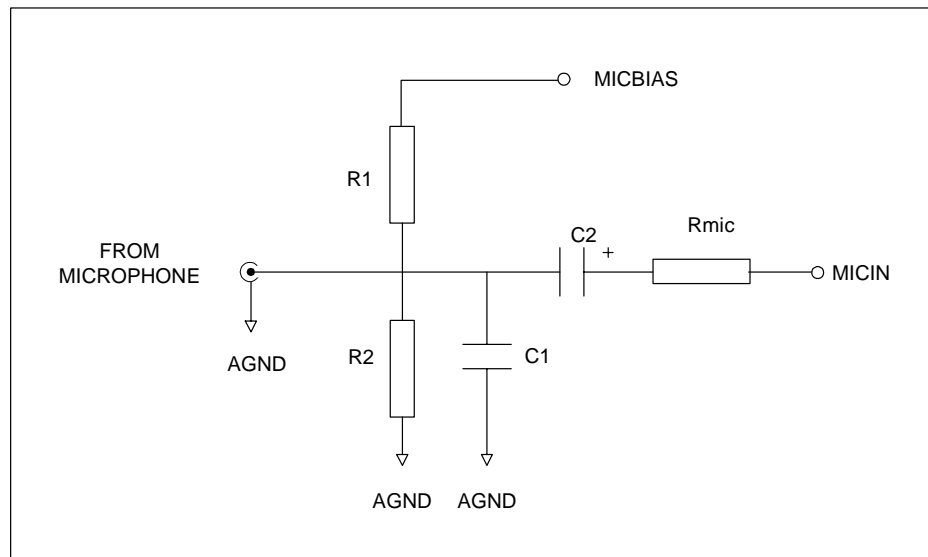 MICBIAS
R1
Rmic
C2
+
FROM
MICROPHONE
MICIN
AGND
R2
C1
AGND
AGND